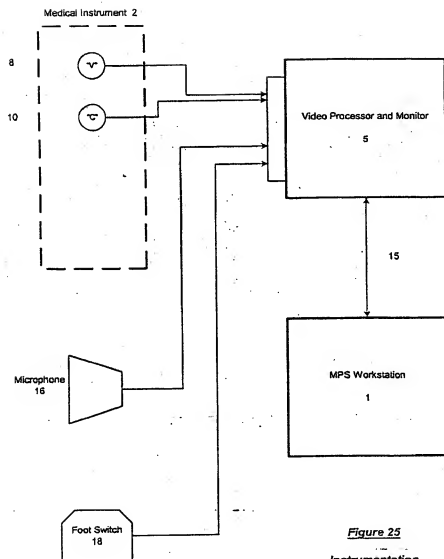 Medical Instrument 2
8
"V"
10
"C"
Video Processor and Monitor
5
15
Microphone
16
MPS Workstation
1
Foot Switch
18
Figure 25
Instrumentation